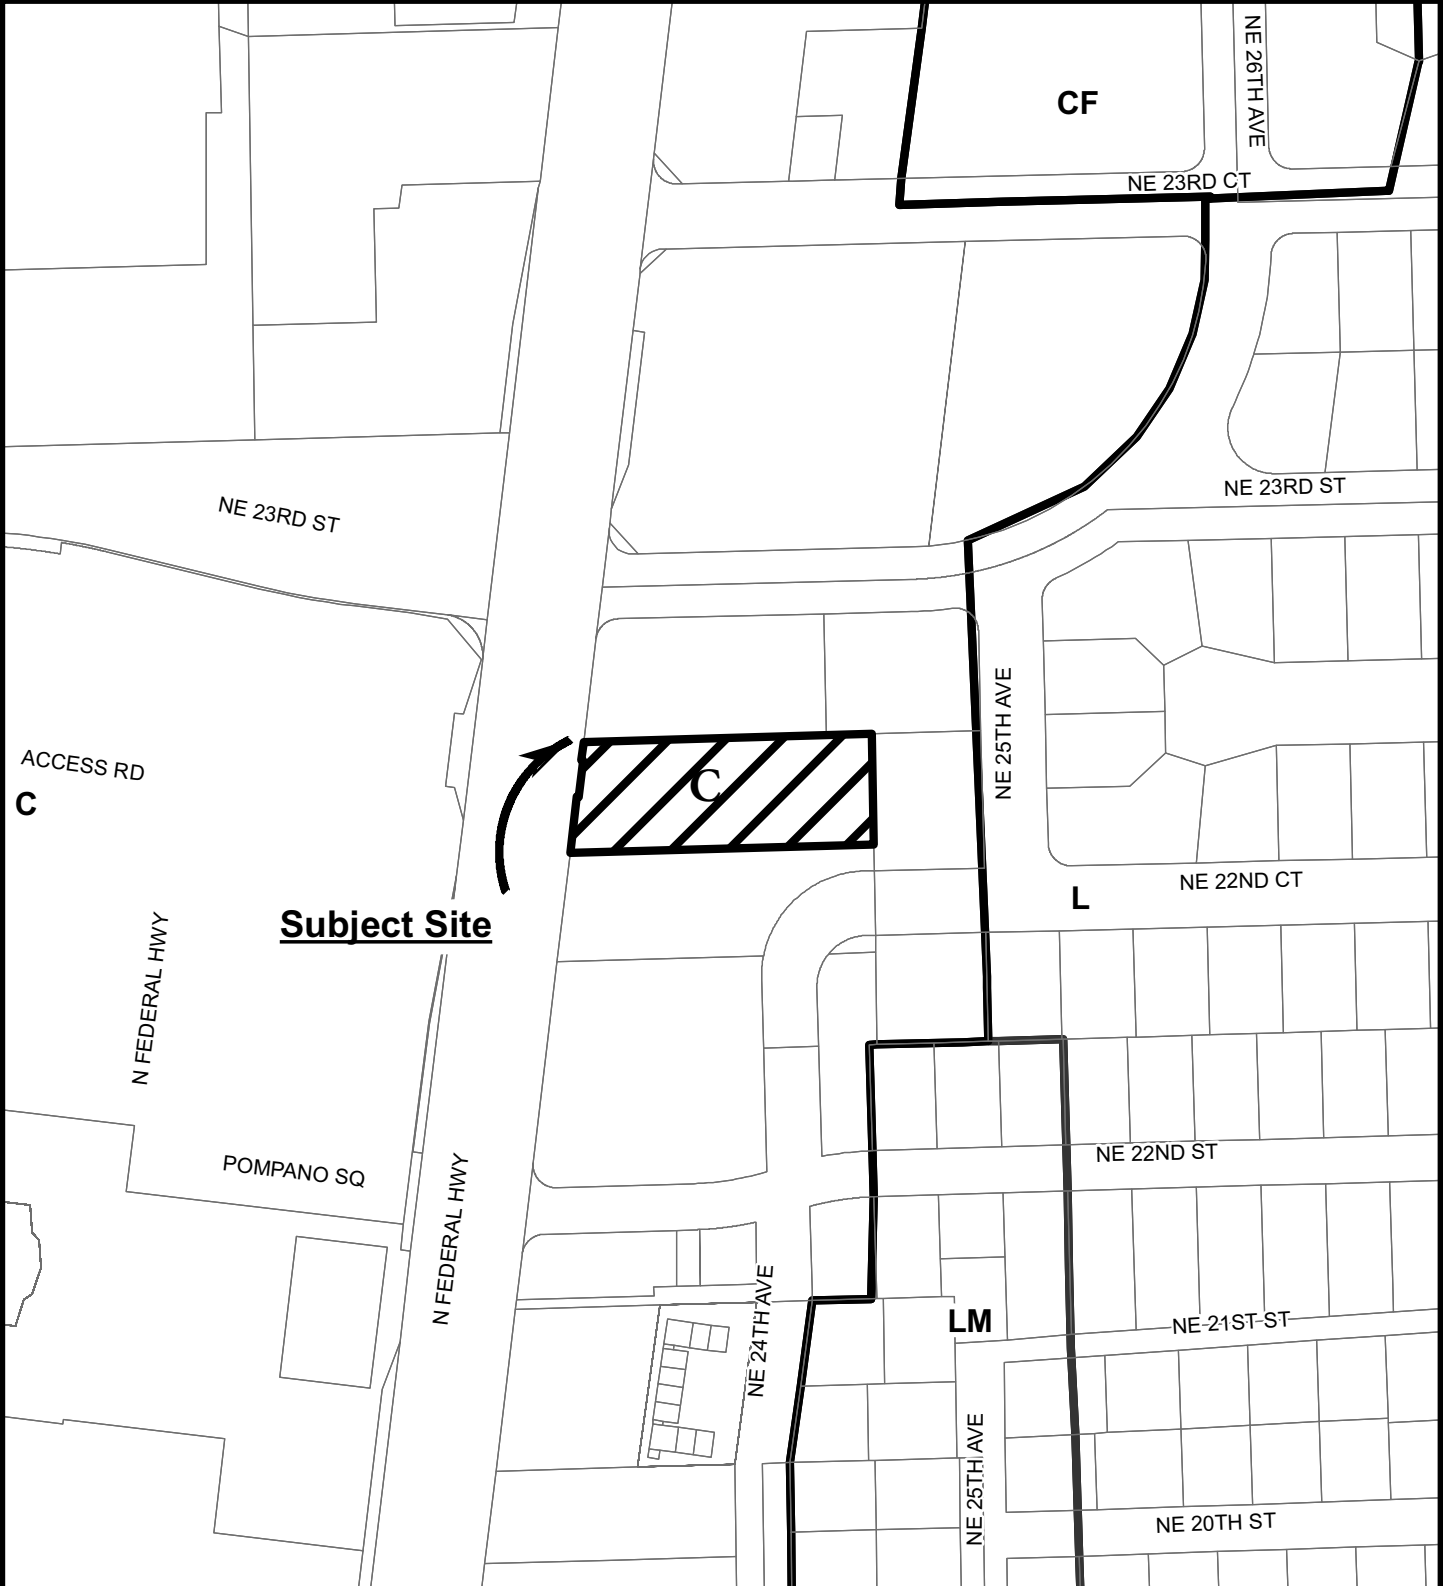 NE 26TH AVE
CF
NE 23RD CT
NE 23RD ST
NE 23RD ST
NE 25TH AVE
ACCESS RD
C
C
NE 22ND CT
L
Subject Site
N FEDERAL HWY
NE 22ND ST
POMPANO SQ
N FEDERAL HWY
NE 24TH AVE
LM
NE 21ST ST
NE 25TH AVE
NE 20TH ST